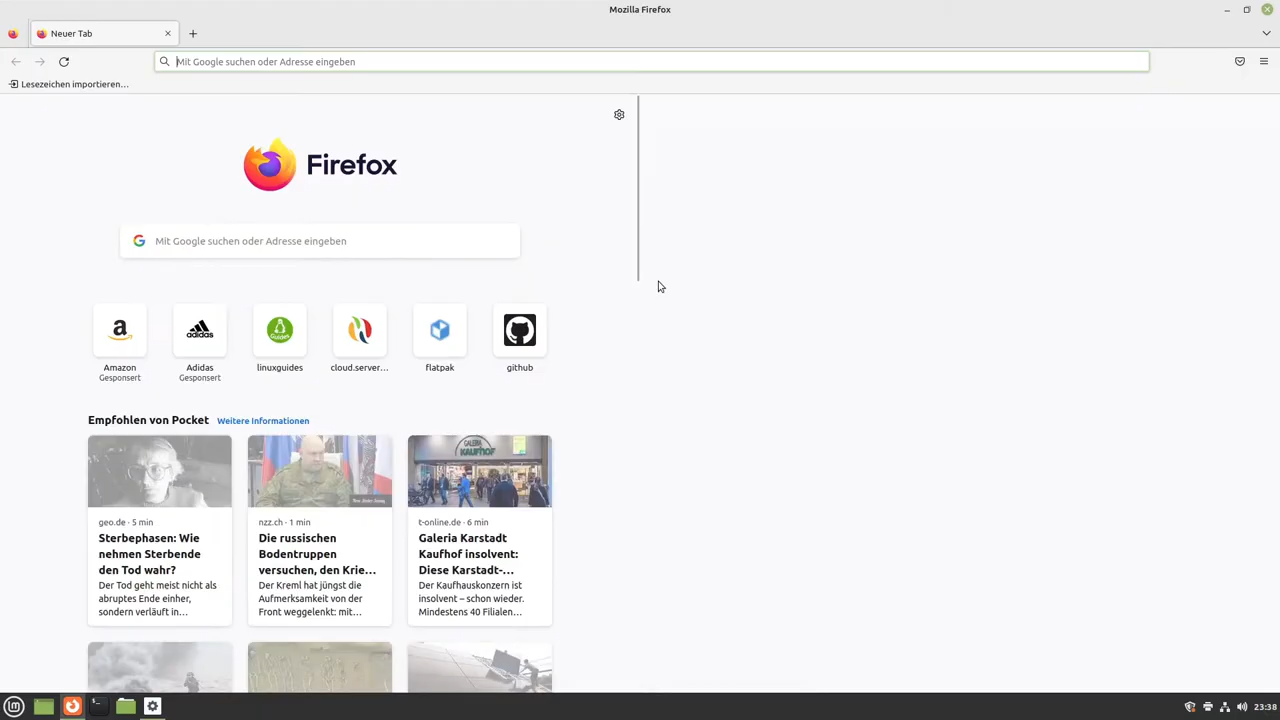 Mozilla Firefox
Neuer Tab
Mit Google suchen oder Adresse eingeben
Lesezeichen importieren…
Firefox
Mit Google suchen oder Adresse eingeben
a
adidas
Guides
Amazon
Gesponsert
Adidas
Gesponsert
linuxguides
cloud.server…
flatpak
github
Empfohlen von Pocket Weitere Informationen
GALERIA
KAUFHOF
geo.de · 5 min
Sterbephasen: Wie
nehmen Sterbende
den Tod wahr?
Der Tod geht meist nicht als
abruptes Ende einher,
sondern verläuft in…
nzz.ch · 1 min
Die russischen
Bodentruppen
versuchen, den Krie…
Der Kreml hat jüngst die
Aufmerksamkeit von der
Front weggelenkt: mit…
t-online.de · 6 min
Galeria Karstadt
Kaufhof insolvent:
Diese Karstadt-…
Der Kaufhauskonzern ist
insolvent – schon wieder.
Mindestens 40 Filialen…
23:38